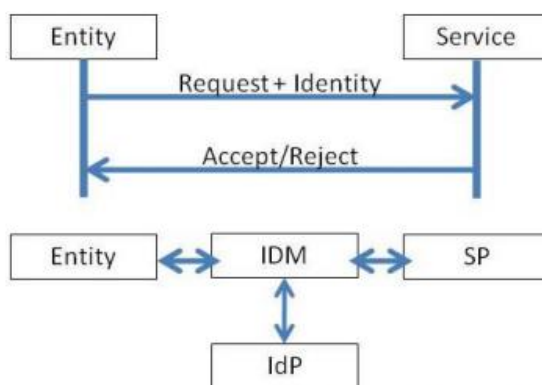 Entity
Service
Request + Identity
Accept/Reject
Entity
IDM
SP
IdP